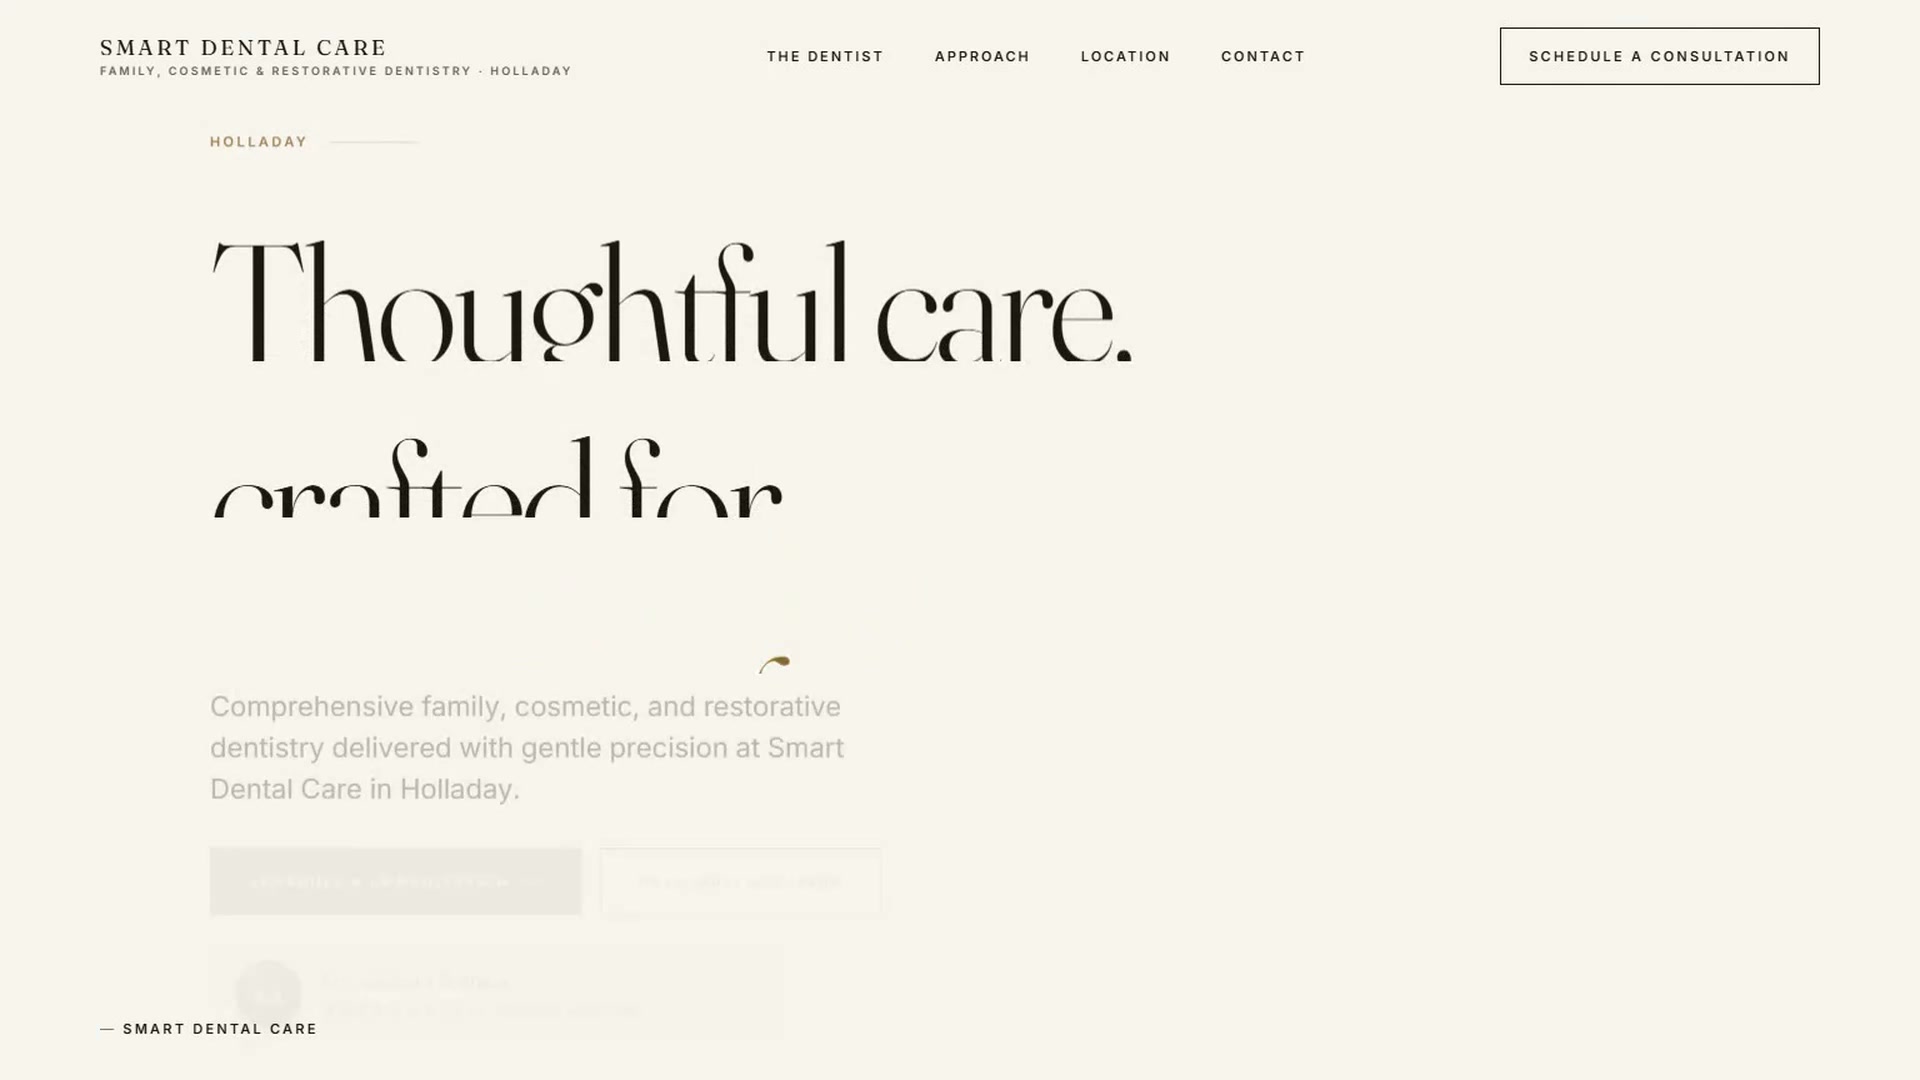 SMART DENTAL CARE
FAMILY, COSMETIC & RESTORATIVE DENTISTRY · HOLLADAY
THE DENTIST
APPROACH
LOCATION
CONTACT
SCHEDULE A CONSULTATION
HOLLADAY
Thoughtful care,
crafted for
Comprehensive family, cosmetic, and restorative
dentistry delivered with gentle precision at Smart
Dental Care in Holladay.
— SMART DENTAL CARE